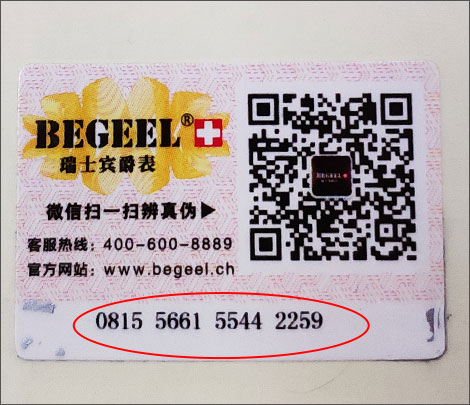 BEGEEL®
瑞士宾爵表
微信扫一扫辨真伪▶
客服热线：400-600-8889
官方网站：www.begeel.ch
BEGEEL
0815 5661 5544 2259